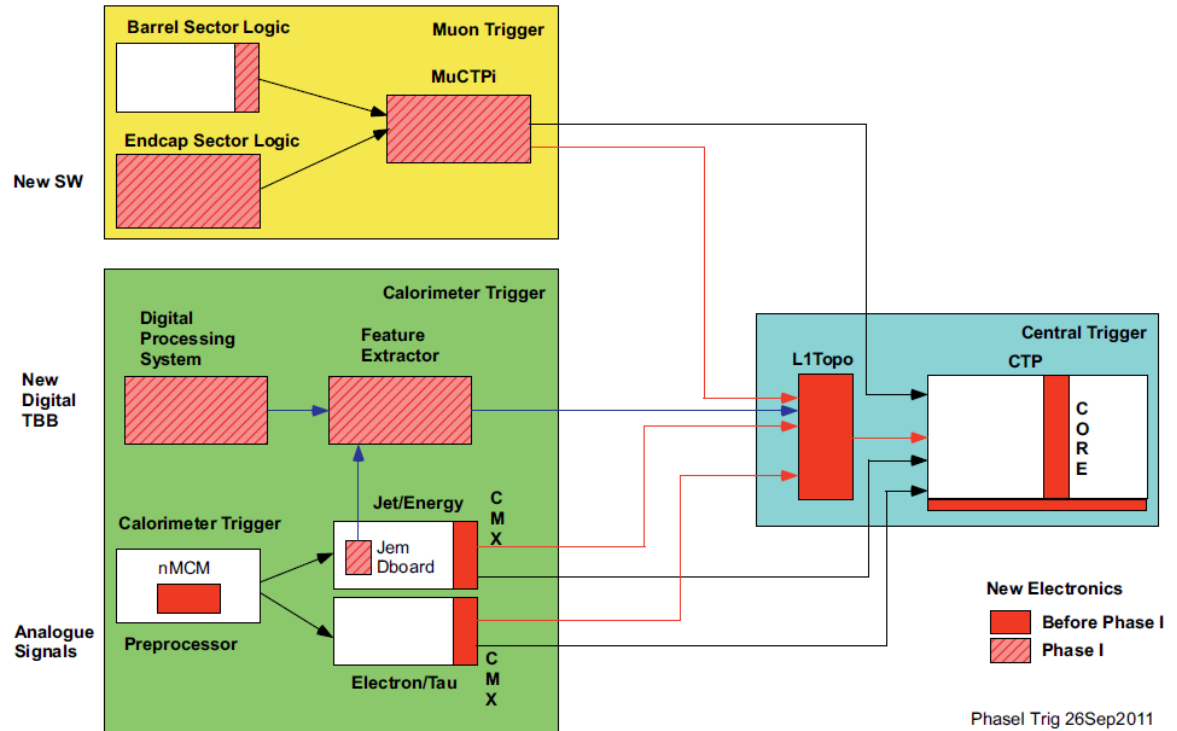 Barrel Sector Logic
Muon Trigger
MuCTPi
Endcap Sector Logic
New SW
Calorimeter Trigger
Digital
Processing
System
Feature
Extractor
New
Digital
TBB
Central Trigger
L1Topo
CTP
C
O
R
E
Jet/Energy
C
M
X
Calorimeter Trigger
nMCM
Jem
Dboard
Preprocessor
Analogue
Signals
Electron/Tau
C
M
X
New Electronics
Before Phase I
Phase I
PhaseI Trig 26Sep2011